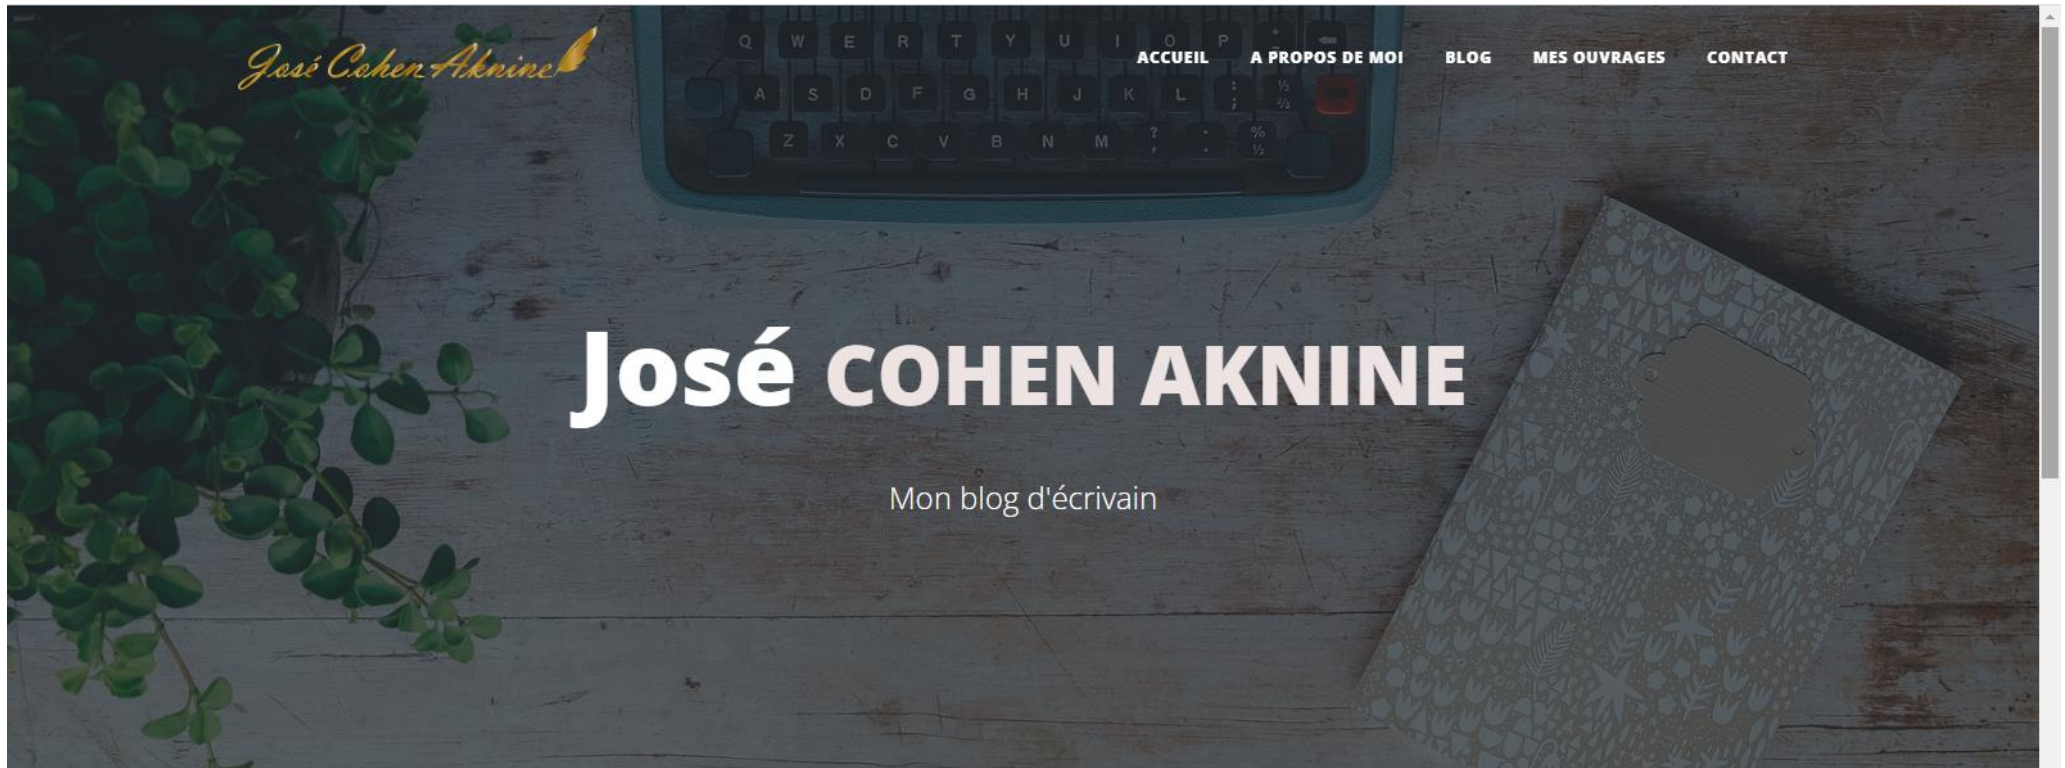 José Cohen Aknine
ACCUEIL A PROPOS DE MOI BLOG MES OUVRAGES CONTACT
Q W E R T Y U I O P
A S D F G H J K L
Z X C V B N M
José COHEN AKNINE
Mon blog d'écrivain